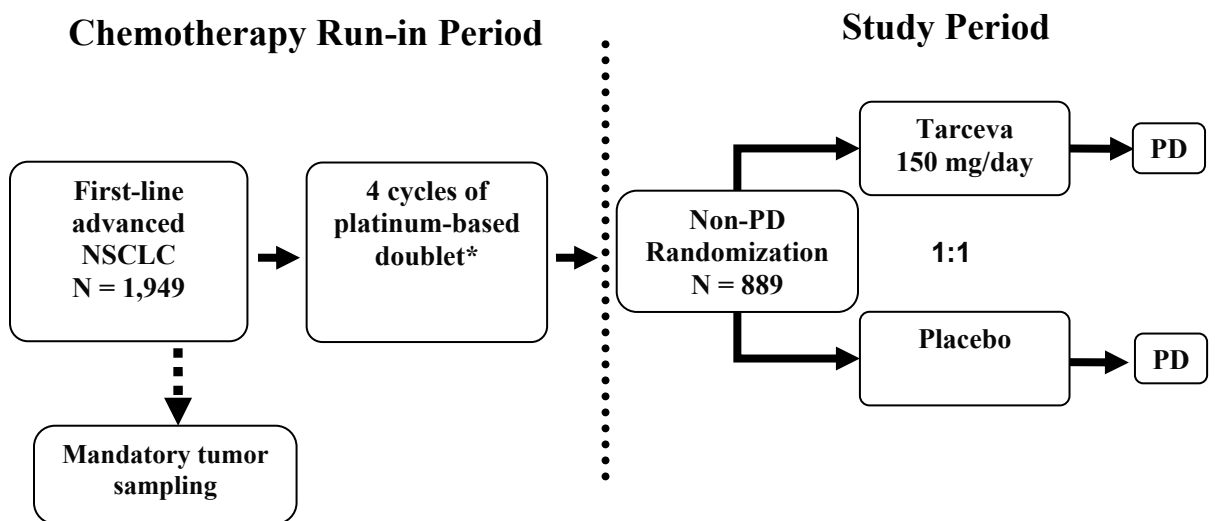 Chemotherapy Run-in Period
Study Period
First-line
advanced
NSCLC
N = 1,949
4 cycles of
platinum-based
doublet*
Mandatory tumor
sampling
Non-PD
Randomization
N = 889
Tarceva
150 mg/day
PD
1:1
Placebo
PD